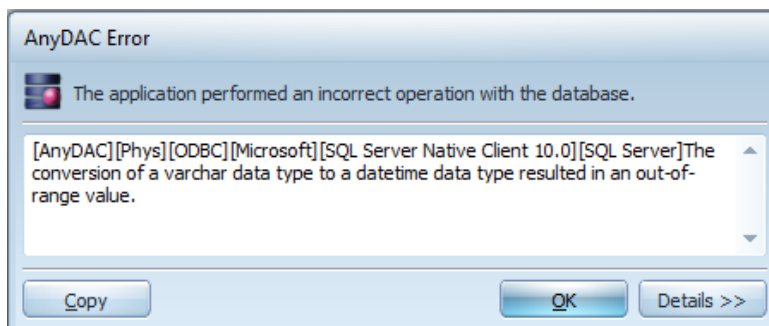 AnyDAC Error
The application performed an incorrect operation with the database.
[AnyDAC][Phys][ODBC][Microsoft][SQL Server Native Client 10.0][SQL Server]The
conversion of a varchar data type to a datetime data type resulted in an out-of-
range value.
Copy
OK
Details >>